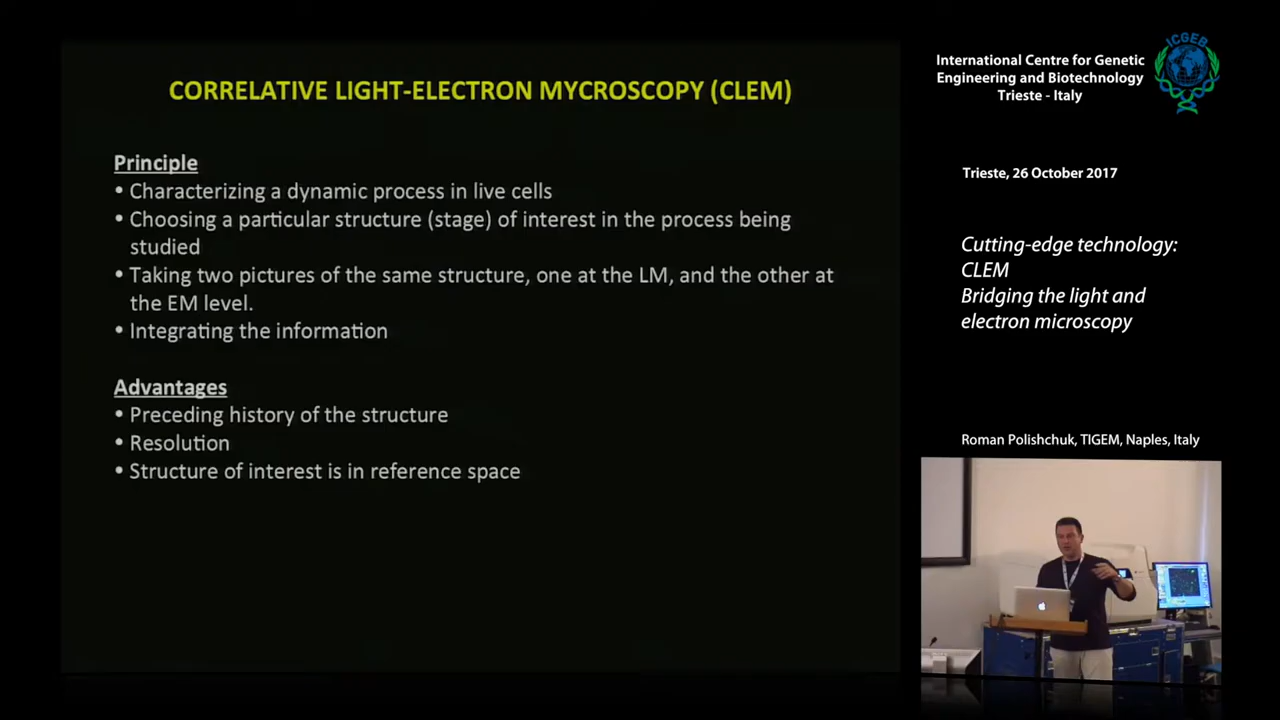 CORRELATIVE LIGHT-ELECTRON MYCROSCOPY (CLEM)
Principle
• Characterizing a dynamic process in live cells
• Choosing a particular structure (stage) of interest in the process being
studied
• Taking two pictures of the same structure, one at the LM, and the other at
the EM level.
• Integrating the information
Advantages
• Preceding history of the structure
• Resolution
• Structure of interest is in reference space
International Centre for Genetic
Engineering and Biotechnology
Trieste - Italy
ICGEB
Trieste, 26 October 2017
Cutting-edge technology:
CLEM
Bridging the light and
electron microscopy
Roman Polishchuk, TIGEM, Naples, Italy